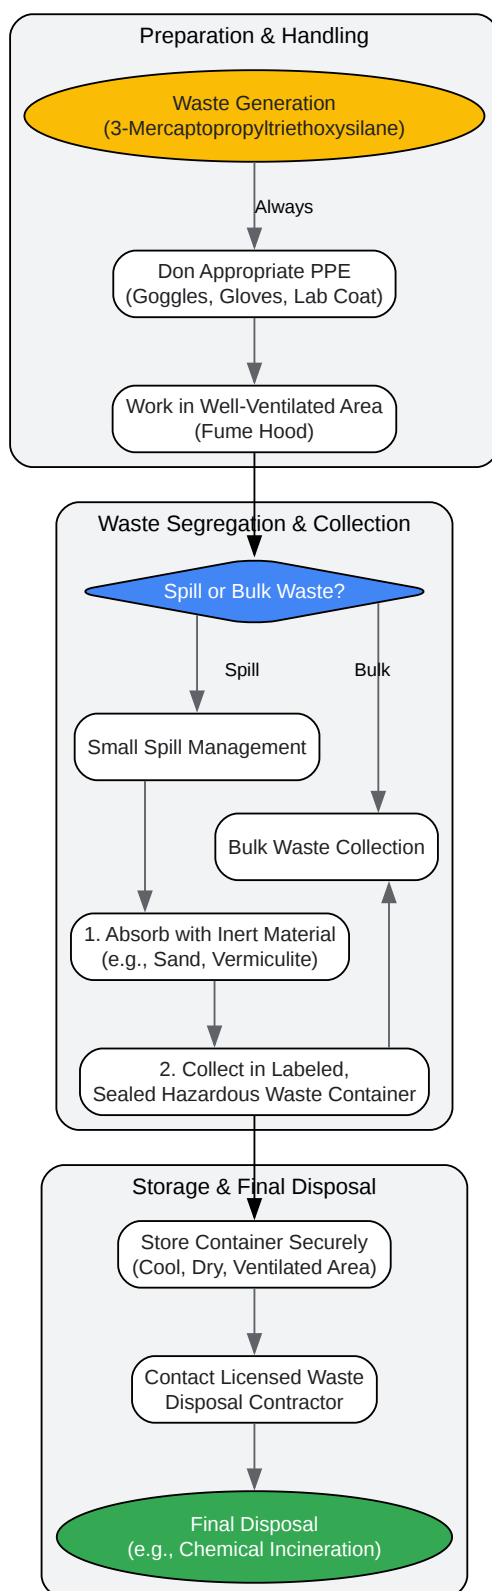 Preparation & Handling
Waste Generation
(3-Mercaptopropyltriethoxysilane)
Always
Don Appropriate PPE
(Goggles, Gloves, Lab Coat)
Work in Well-Ventilated Area
(Fume Hood)
Waste Segregation & Collection
Spill or Bulk Waste?
Spill
Bulk
Small Spill Management
Bulk Waste Collection
1. Absorb with Inert Material
(e.g., Sand, Vermiculite)
2. Collect in Labeled,
Sealed Hazardous Waste Container
Storage & Final Disposal
Store Container Securely
(Cool, Dry, Ventilated Area)
Contact Licensed Waste
Disposal Contractor
Final Disposal
(e.g., Chemical Incineration)